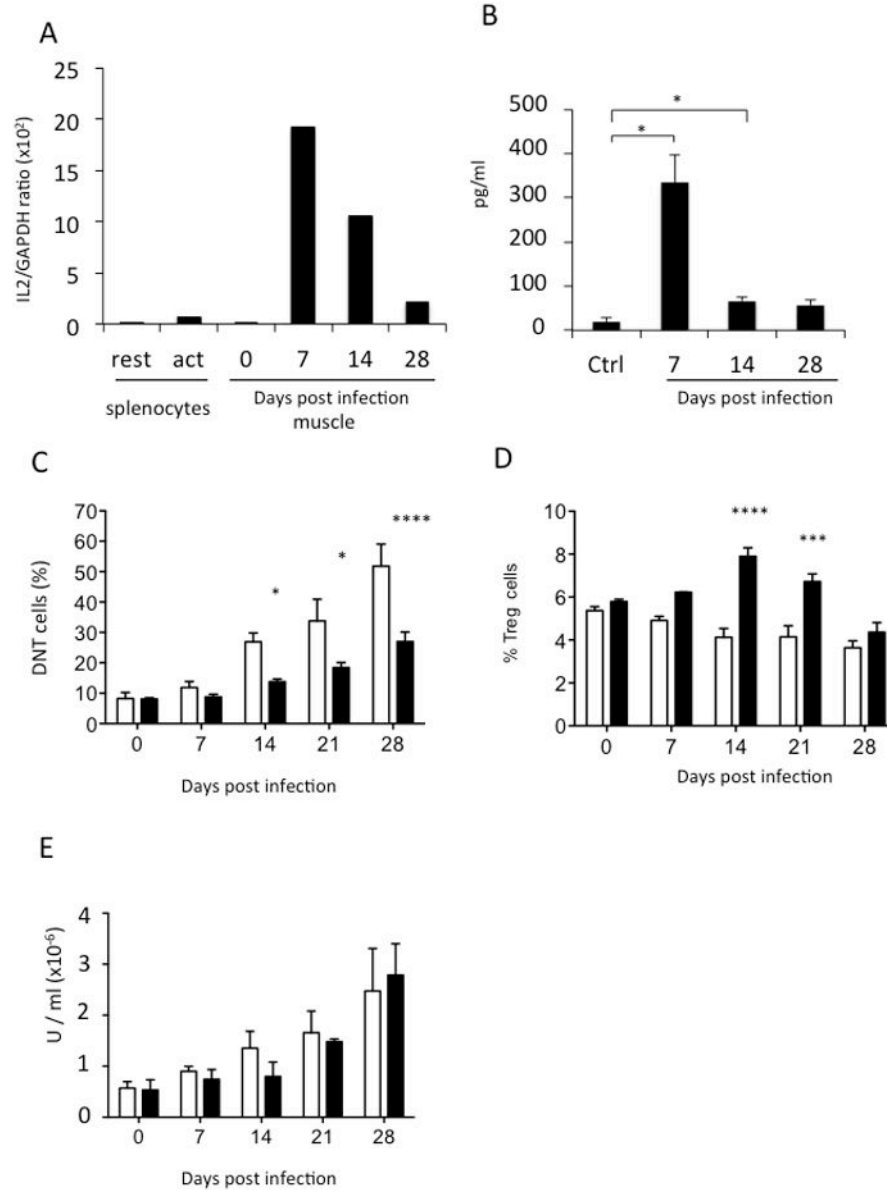 A
IL2/GAPDH ratio (x10²)
25
20
15
10
5
0
rest act 0 7 14 28
splenocytes Days post infection
muscle
B
pg/ml
500
400
300
200
100
0
* *
Ctrl 7 14 28
Days post infection
C
DNT cells (%)
70
60
50
40
30
20
10
0
* * ****
0 7 14 21 28
Days post infection
D
% Treg cells
10
8
6
4
2
0
**** ***
0 7 14 21 28
Days post infection
E
U / ml (x10⁻⁶)
4
3
2
1
0
0 7 14 21 28
Days post infection